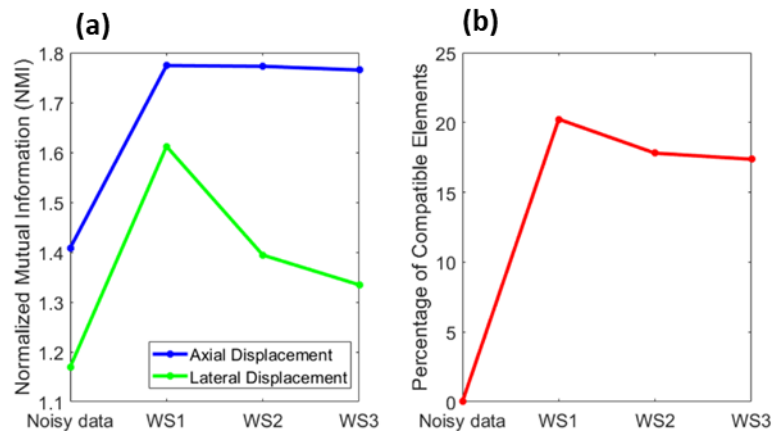 (a)
Normalized Mutual Information (NMI)
1.8
1.7
1.6
1.5
1.4
1.3
1.2
1.1
Axial Displacement
Lateral Displacement
Noisy data WS1 WS2 WS3
(b)
Percentage of Compatible Elements
25
20
15
10
5
0
Noisy data WS1 WS2 WS3